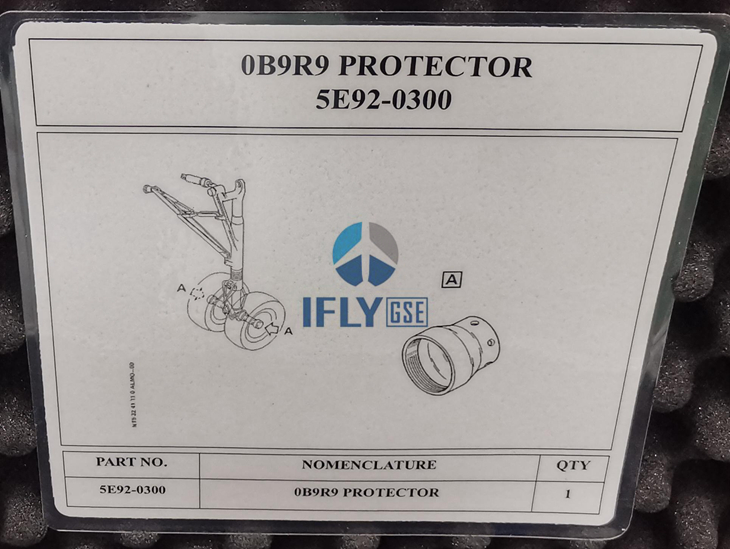 0B9R9 PROTECTOR
5E92-0300
A
A
A
IFLY GSE
PART NO. NOMENCLATURE QTY
5E92-0300 0B9R9 PROTECTOR 1